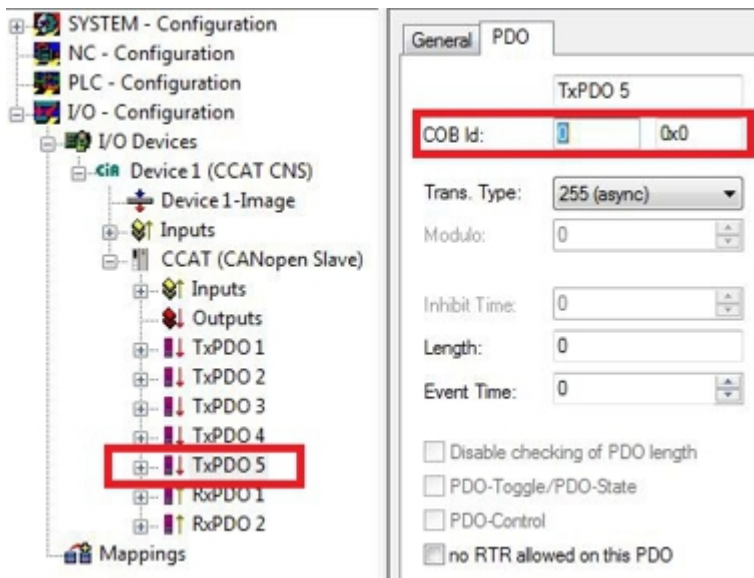 SYSTEM - Configuration
NC - Configuration
PLC - Configuration
I/O - Configuration
I/O Devices
CiA Device 1 (CCAT CNS)
Device 1-Image
Inputs
CCAT (CANopen Slave)
Inputs
Outputs
TxPDO 1
TxPDO 2
TxPDO 3
TxPDO 4
TxPDO 5
RxPDO 1
RxPDO 2
Mappings
General PDO
TxPDO 5
COB Id: 0 0x0
Trans. Type: 255 (async)
Modulo: 0
Inhibit Time: 0
Length: 0
Event Time: 0
Disable checking of PDO length
PDO-Toggle/PDO-State
PDO-Control
no RTR allowed on this PDO